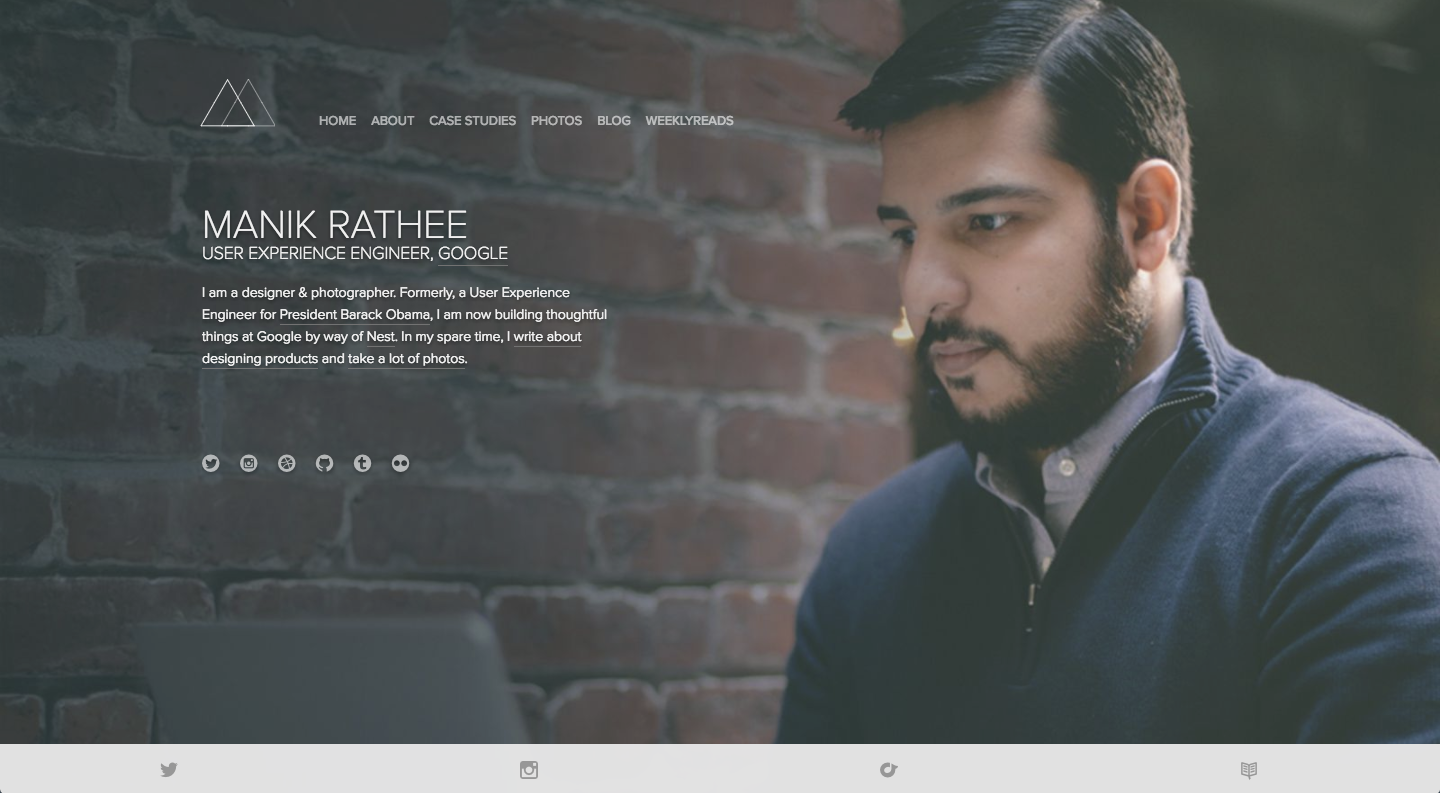 HOME ABOUT CASE STUDIES PHOTOS BLOG WEEKLYREADS
MANIK RATHEE
USER EXPERIENCE ENGINEER, GOOGLE
I am a designer & photographer. Formerly, a User Experience
Engineer for President Barack Obama, I am now building thoughtful
things at Google by way of Nest. In my spare time, I write about
designing products and take a lot of photos.